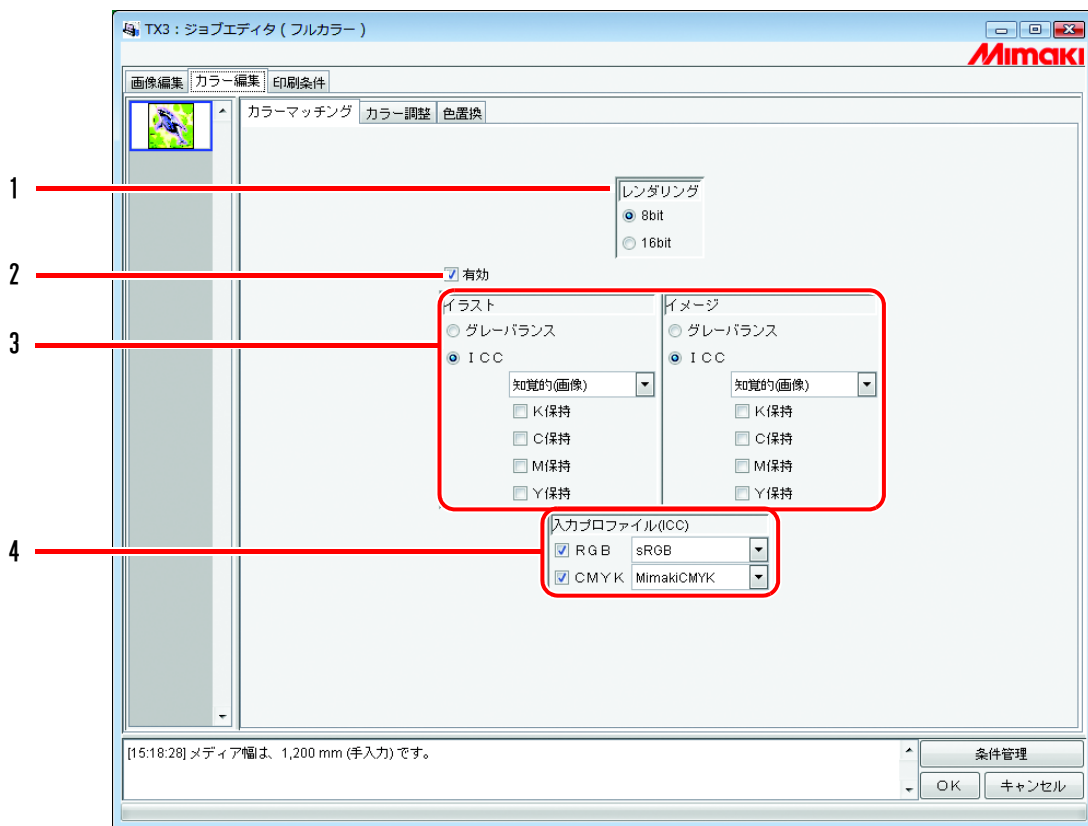 TX3：ジョブエディタ ( フルカラー )
Mimaki
画像編集 カラー編集 印刷条件
カラーマッチング カラー調整 色置換
1
レンダリング
8bit
16bit
2
有効
3
イラスト
グレーバランス
ＩＣＣ
知覚的(画像)
Ｋ保持
Ｃ保持
Ｍ保持
Ｙ保持
イメージ
グレーバランス
ＩＣＣ
知覚的(画像)
Ｋ保持
Ｃ保持
Ｍ保持
Ｙ保持
4
入力プロファイル(ICC)
ＲＧＢ sRGB
ＣＭＹＫ MimakiCMYK
[15:18:28] メディア幅は、1,200 mm (手入力) です。
条件管理
ＯＫ キャンセル